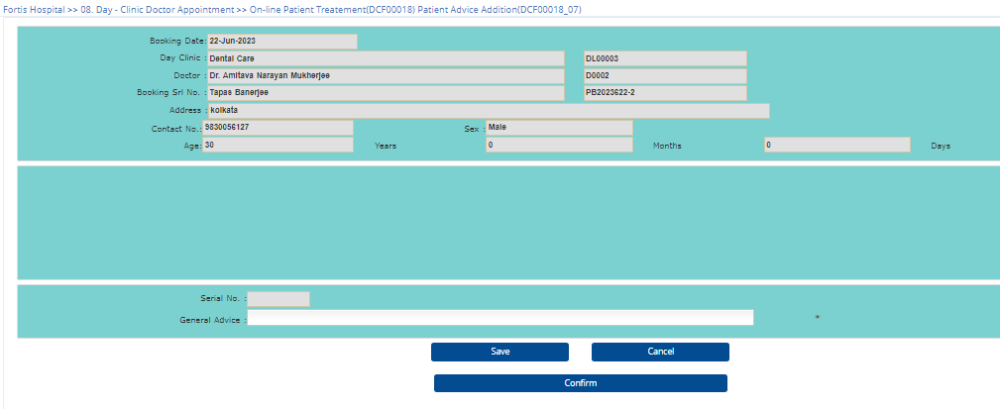 Fortis Hospital >> 08. Day - Clinic Doctor Appointment >> On-line Patient Treatement(DCF00018) Patient Advice Addition(DCF00018_07)
Booking Date: 22-Jun-2023
Day Clinic : Dental Care DL00003
Doctor : Dr. Amitava Narayan Mukherjee D0002
Booking Srl No. : Tapas Banerjee PB2023622-2
Address : kolkata
Contact No.: 9830056127 Sex : Male
Age: 30 Years 0 Months 0 Days
Serial No. :
General Advice : *
Save Cancel
Confirm